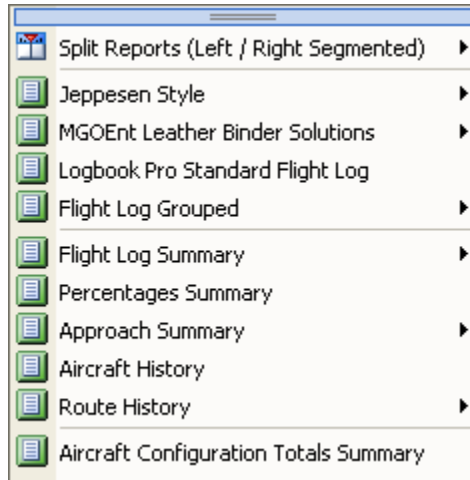 Split Reports (Left / Right Segmented)
Jeppesen Style
MGOEnt Leather Binder Solutions
Logbook Pro Standard Flight Log
Flight Log Grouped
Flight Log Summary
Percentages Summary
Approach Summary
Aircraft History
Route History
Aircraft Configuration Totals Summary